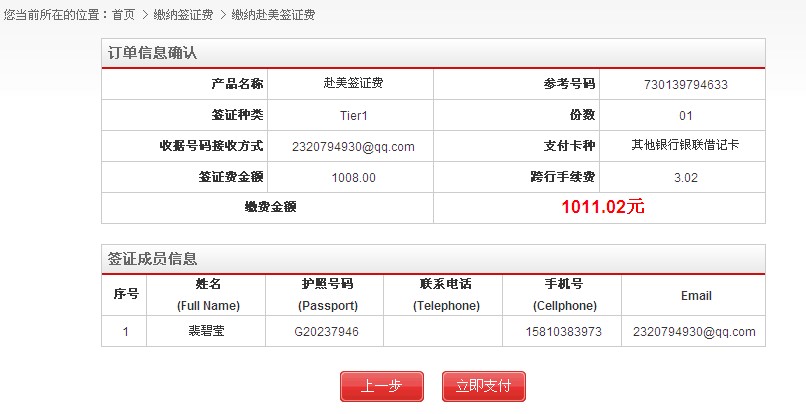 您当前所在的位置：首页 > 缴纳签证费 > 缴纳赴美签证费
订单信息确认
产品名称 赴美签证费 参考号码 730139794633
签证种类 Tier1 份数 01
收据号码接收方式 2320794930@qq.com 支付卡种 其他银行银联借记卡
签证费金额 1008.00 跨行手续费 3.02
缴费金额 1011.02元
签证成员信息
序号 姓名 护照号码 联系电话 手机号 Email
(Full Name) (Passport) (Telephone) (Cellphone)
1 裴碧莹 G20237946 15810383973 2320794930@qq.com
上一步 立即支付